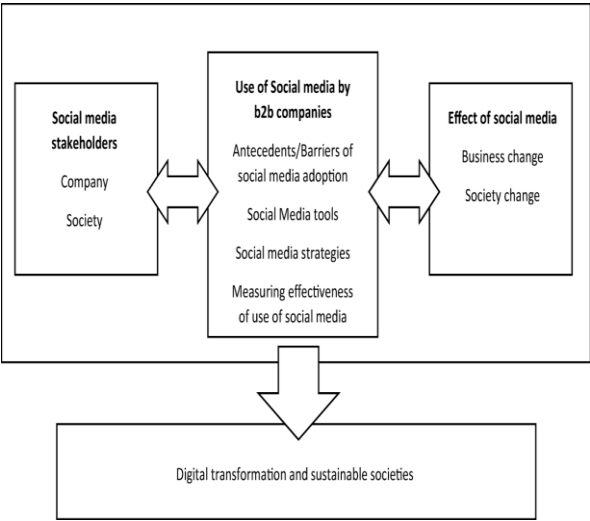 Social media
stakeholders
Company
Society
Use of Social media by
b2b companies
Antecedents/Barriers of
social media adoption
Social Media tools
Social media strategies
Measuring effectiveness
of use of social media
Effect of social media
Business change
Society change
Digital transformation and sustainable societies